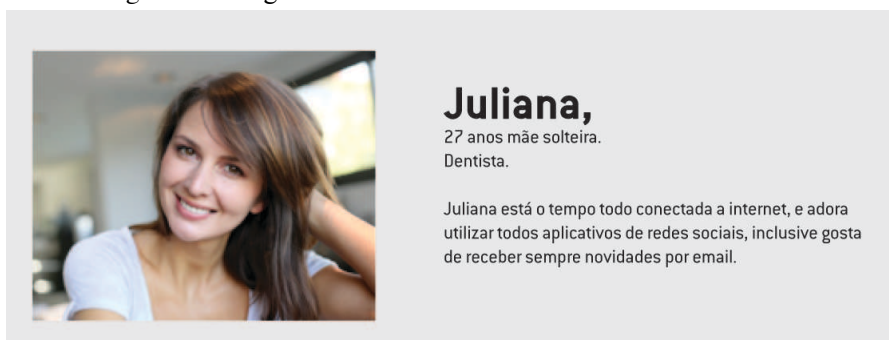 Juliana,
27 anos mãe solteira.
Dentista.
Juliana está o tempo todo conectada a internet, e adora
utilizar todos aplicativos de redes sociais, inclusive gosta
de receber sempre novidades por email.